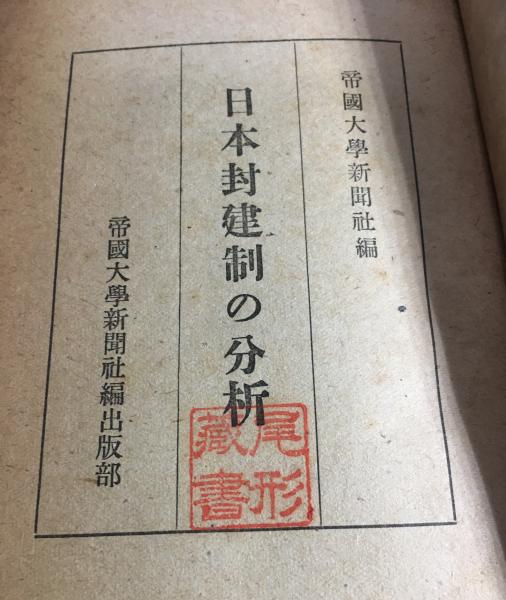 帝國大學新聞社編
日本封建制の分析
帝國大學新聞社編出版部
尾形
藏書